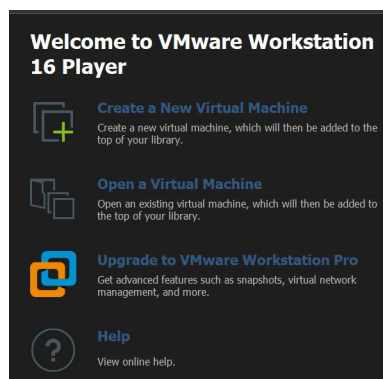 Welcome to VMware Workstation
16 Player
Create a New Virtual Machine
Create a new virtual machine, which will then be added to the
top of your library.
Open a Virtual Machine
Open an existing virtual machine, which will then be added to
the top of your library.
Upgrade to VMware Workstation Pro
Get advanced features such as snapshots, virtual network
management, and more.
?
Help
View online help.